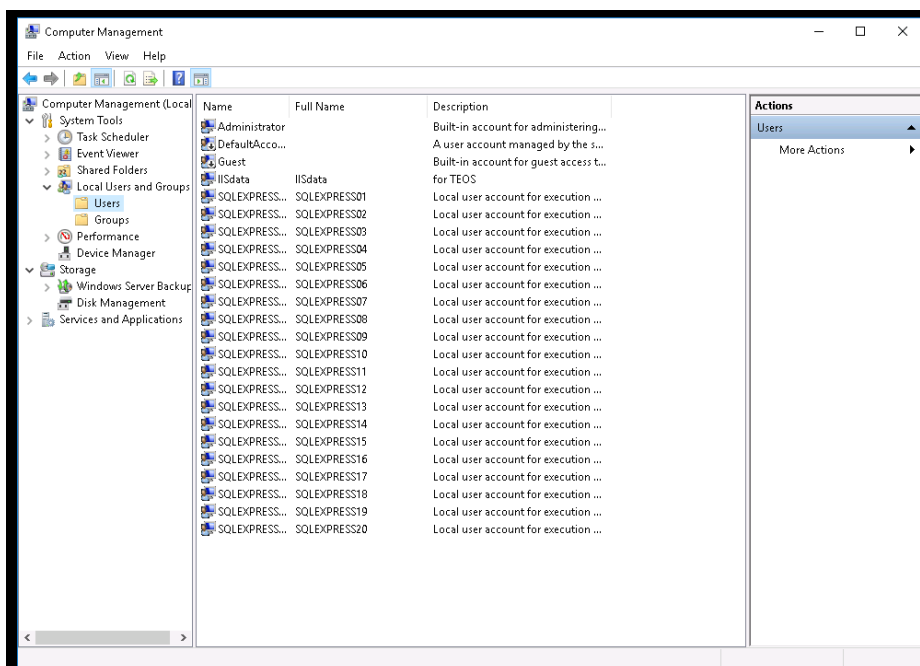 Computer Management
File Action View Help
Computer Management (Local
System Tools
Task Scheduler
Event Viewer
Shared Folders
Local Users and Groups
Users
Groups
Performance
Device Manager
Storage
Windows Server Backup
Disk Management
Services and Applications
Name Full Name Description
Administrator Built-in account for administering...
DefaultAcco... A user account managed by the s...
Guest Built-in account for guest access t...
IISdata IISdata for TEOS
SQLEXPRESS... SQLEXPRESS01 Local user account for execution ...
SQLEXPRESS... SQLEXPRESS02 Local user account for execution ...
SQLEXPRESS... SQLEXPRESS03 Local user account for execution ...
SQLEXPRESS... SQLEXPRESS04 Local user account for execution ...
SQLEXPRESS... SQLEXPRESS05 Local user account for execution ...
SQLEXPRESS... SQLEXPRESS06 Local user account for execution ...
SQLEXPRESS... SQLEXPRESS07 Local user account for execution ...
SQLEXPRESS... SQLEXPRESS08 Local user account for execution ...
SQLEXPRESS... SQLEXPRESS09 Local user account for execution ...
SQLEXPRESS... SQLEXPRESS10 Local user account for execution ...
SQLEXPRESS... SQLEXPRESS11 Local user account for execution ...
SQLEXPRESS... SQLEXPRESS12 Local user account for execution ...
SQLEXPRESS... SQLEXPRESS13 Local user account for execution ...
SQLEXPRESS... SQLEXPRESS14 Local user account for execution ...
SQLEXPRESS... SQLEXPRESS15 Local user account for execution ...
SQLEXPRESS... SQLEXPRESS16 Local user account for execution ...
SQLEXPRESS... SQLEXPRESS17 Local user account for execution ...
SQLEXPRESS... SQLEXPRESS18 Local user account for execution ...
SQLEXPRESS... SQLEXPRESS19 Local user account for execution ...
SQLEXPRESS... SQLEXPRESS20 Local user account for execution ...
Actions
Users
More Actions